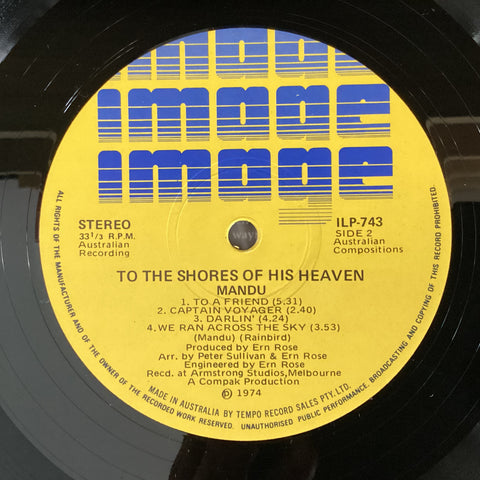 image
image
image
STEREO
33 1/3 R.P.M.
Australian
Recording
ILP-743
SIDE 2
Australian
Compositions
TO THE SHORES OF HIS HEAVEN
MANDU
1. TO A FRIEND (5.31)
2. CAPTAIN VOYAGER (2.40)
3. DARLIN' (4.24)
4. WE RAN ACROSS THE SKY (3.53)
(Mandu) (Rainbird)
Produced by Ern Rose
Arr. by Peter Sullivan & Ern Rose
Engineered by Ern Rose
Recd. at Armstrong Studios, Melbourne
A Compak Production
℗ 1974
MADE IN AUSTRALIA BY TEMPO RECORD SALES PTY. LTD.
ALL RIGHTS OF THE MANUFACTURER AND OF THE OWNER OF THE RECORDED WORK RESERVED. UNAUTHORISED PUBLIC PERFORMANCE, BROADCASTING AND COPYING OF THIS RECORD PROHIBITED.